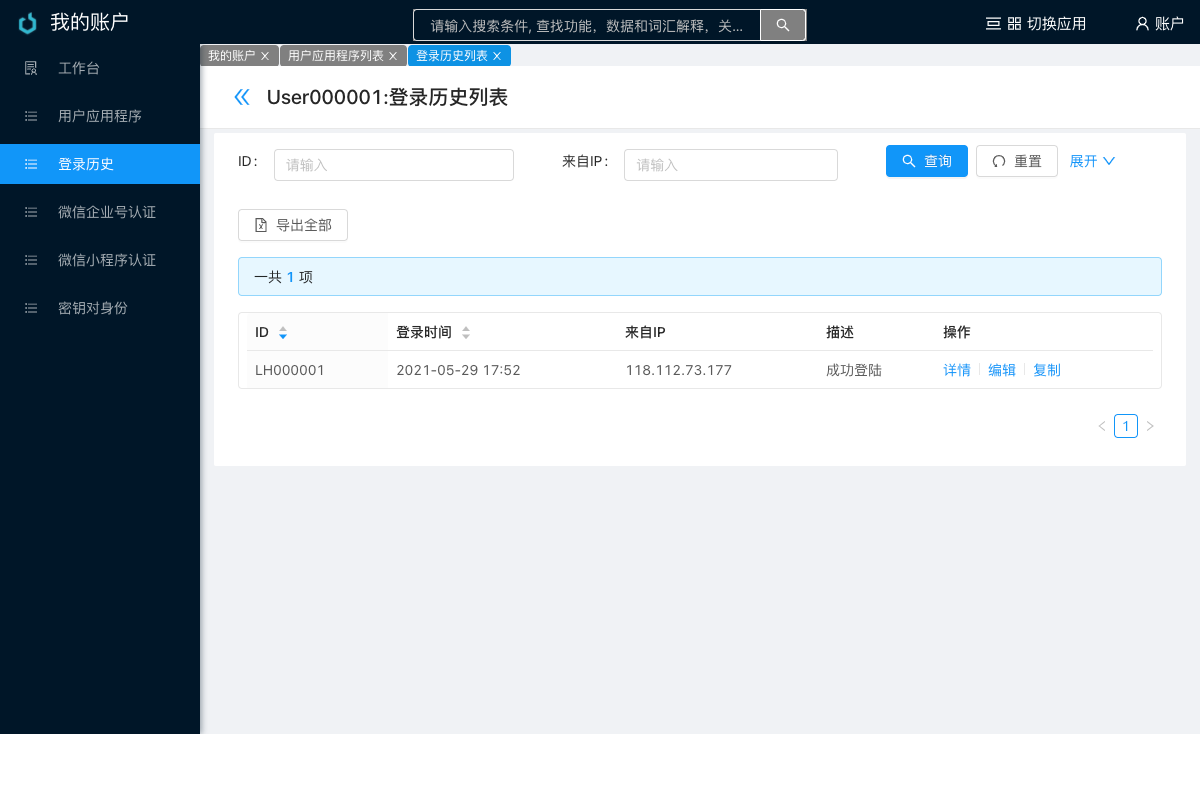 我的账户
请输入搜索条件, 查找功能，数据和词汇解释，关...
切换应用
账户
我的账户
用户应用程序列表
登录历史列表
工作台
用户应用程序
登录历史
微信企业号认证
微信小程序认证
密钥对身份
User000001:登录历史列表
ID： 请输入 来自IP： 请输入 查询 重置 展开
导出全部
一共 1 项
ID 登录时间 来自IP 描述 操作
LH000001 2021-05-29 17:52 118.112.73.177 成功登陆 详情 编辑 复制
1